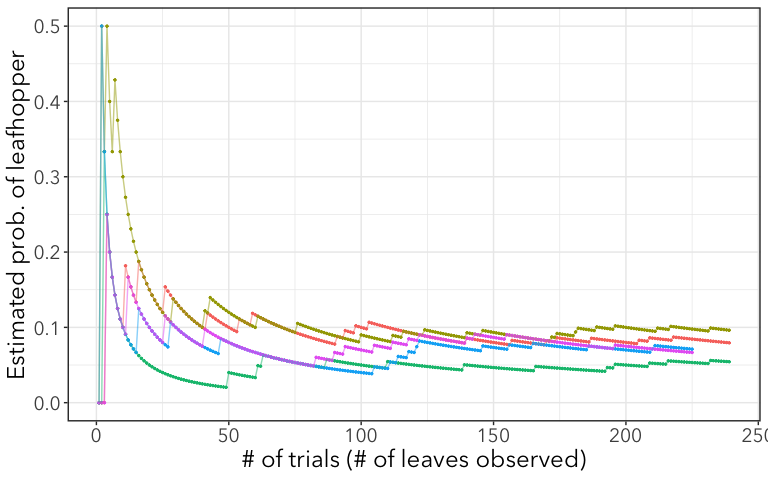 Estimated prob. of leafhopper
0.5
0.4
0.3
0.2
0.1
0.0
0 50 100 150 200 250
# of trials (# of leaves observed)